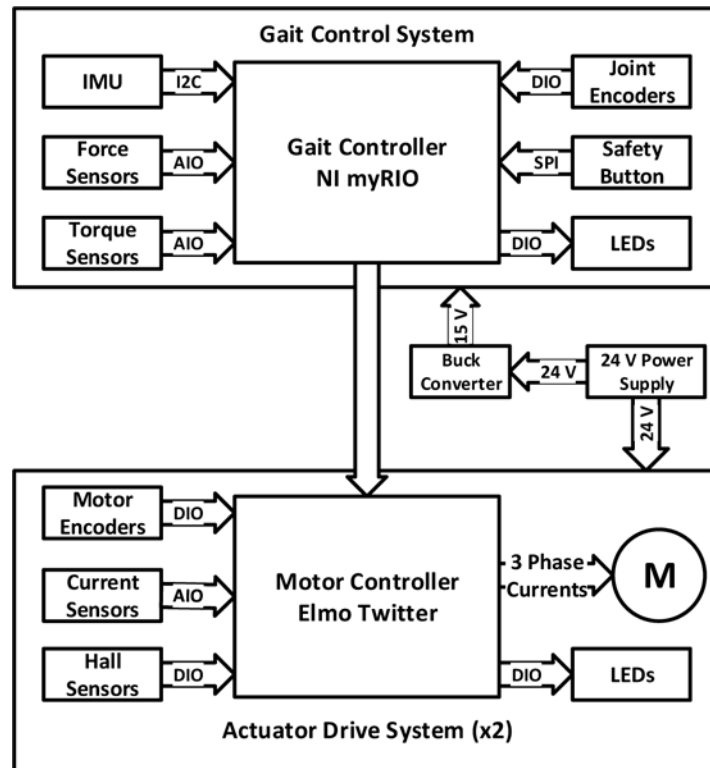 Gait Control System
IMU
I2C
Force
Sensors
AIO
Torque
Sensors
AIO
Gait Controller
NI myRIO
DIO
Joint
Encoders
SPI
Safety
Button
DIO
LEDs
15 V
Buck
Converter
24 V
24 V Power
Supply
24 V
Motor
Encoders
DIO
Current
Sensors
AIO
Hall
Sensors
DIO
Motor Controller
Elmo Twitter
3 Phase
Currents
M
DIO
LEDs
Actuator Drive System (x2)